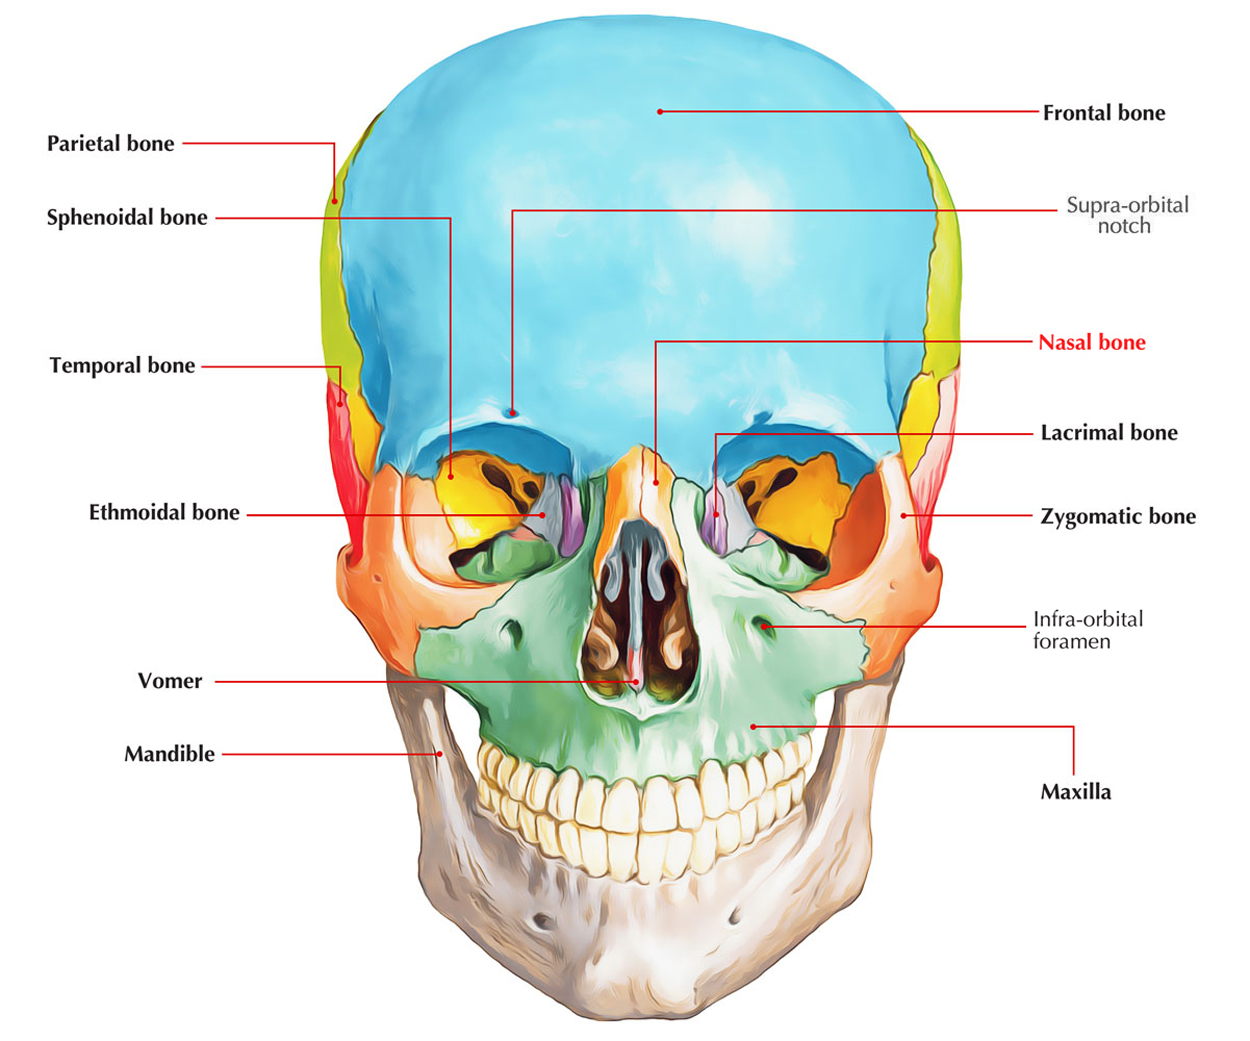 Parietal bone
Sphenoidal bone
Temporal bone
Ethmoidal bone
Vomer
Mandible
Frontal bone
Supra-orbital
notch
Nasal bone
Lacrimal bone
Zygomatic bone
Infra-orbital
foramen
Maxilla